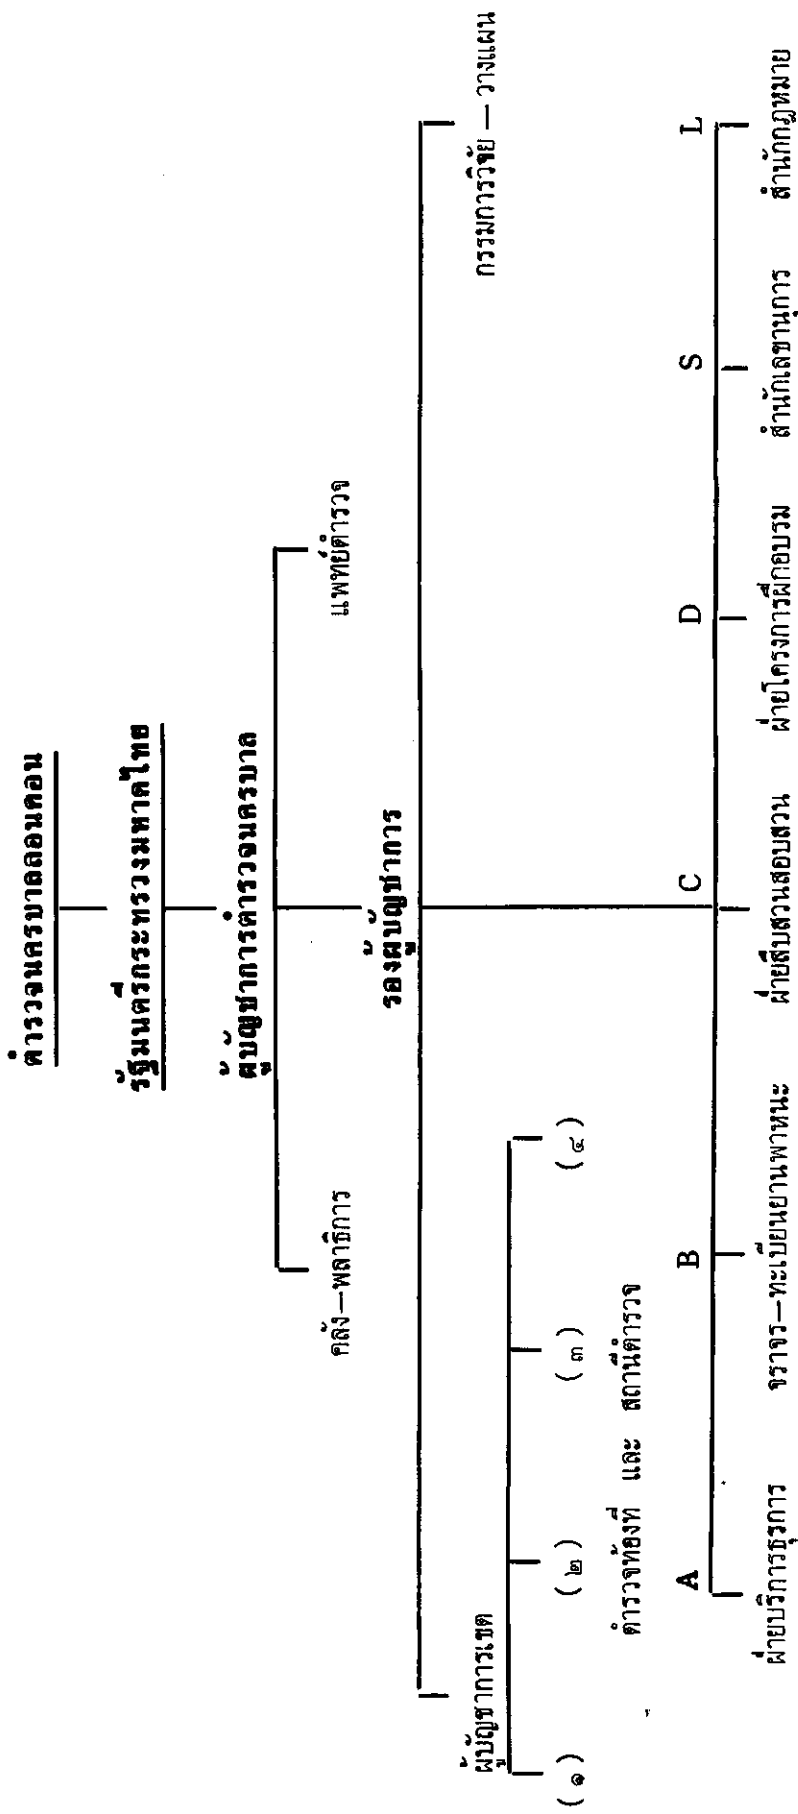 ตำรวจนครบาลลอนดอน
รัฐมนตรีกระทรวงมหาดไทย
ผู้บัญชาการตำรวจนครบาล
คลัง—พลาธิการ แพทย์ตำรวจ
รองผู้บัญชาการ
ผู้บัญชาการเขต กรรมการวิจัย — วางแผน
(๑) (๒) (๓) (๔)
ตำรวจท้องที่ และ สถานีตำรวจ
A B C D S L
ฝ่ายบริการธุรการ จราจร—ทะเบียนยานพาหนะ ฝ่ายสืบสวนสอบสวน ฝ่ายโครงการฝึกอบรม สำนักเลขานุการ สำนักกฎหมาย